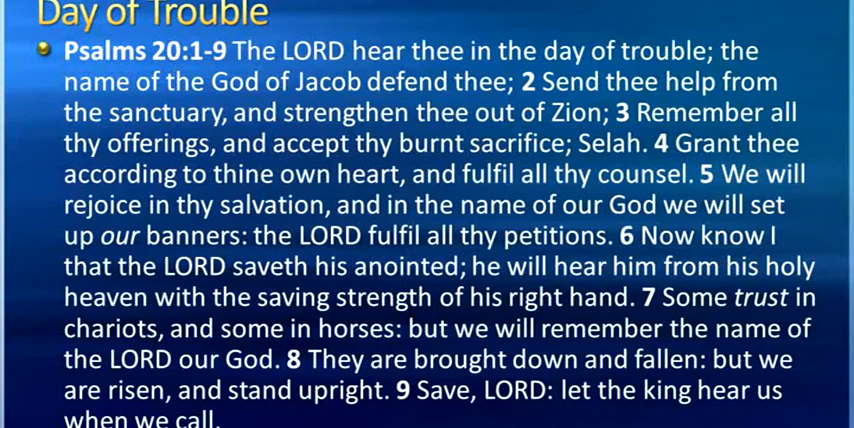 Day of Trouble
Psalms 20:1-9 The LORD hear thee in the day of trouble; the
name of the God of Jacob defend thee; 2 Send thee help from
the sanctuary, and strengthen thee out of Zion; 3 Remember all
thy offerings, and accept thy burnt sacrifice; Selah. 4 Grant thee
according to thine own heart, and fulfil all thy counsel. 5 We will
rejoice in thy salvation, and in the name of our God we will set
up our banners: the LORD fulfil all thy petitions. 6 Now know I
that the LORD saveth his anointed; he will hear him from his holy
heaven with the saving strength of his right hand. 7 Some trust in
chariots, and some in horses: but we will remember the name of
the LORD our God. 8 They are brought down and fallen: but we
are risen, and stand upright. 9 Save, LORD: let the king hear us
when we call.